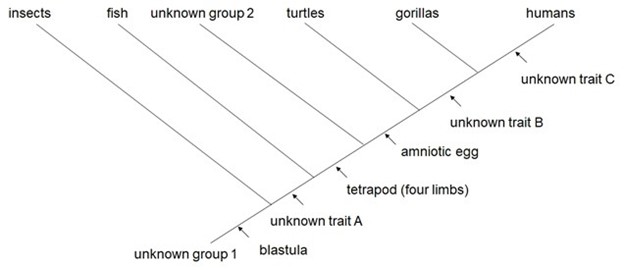 insects
fish
unknown group 2
turtles
gorillas
humans
unknown trait C
unknown trait B
amniotic egg
tetrapod (four limbs)
unknown trait A
blastula
unknown group 1